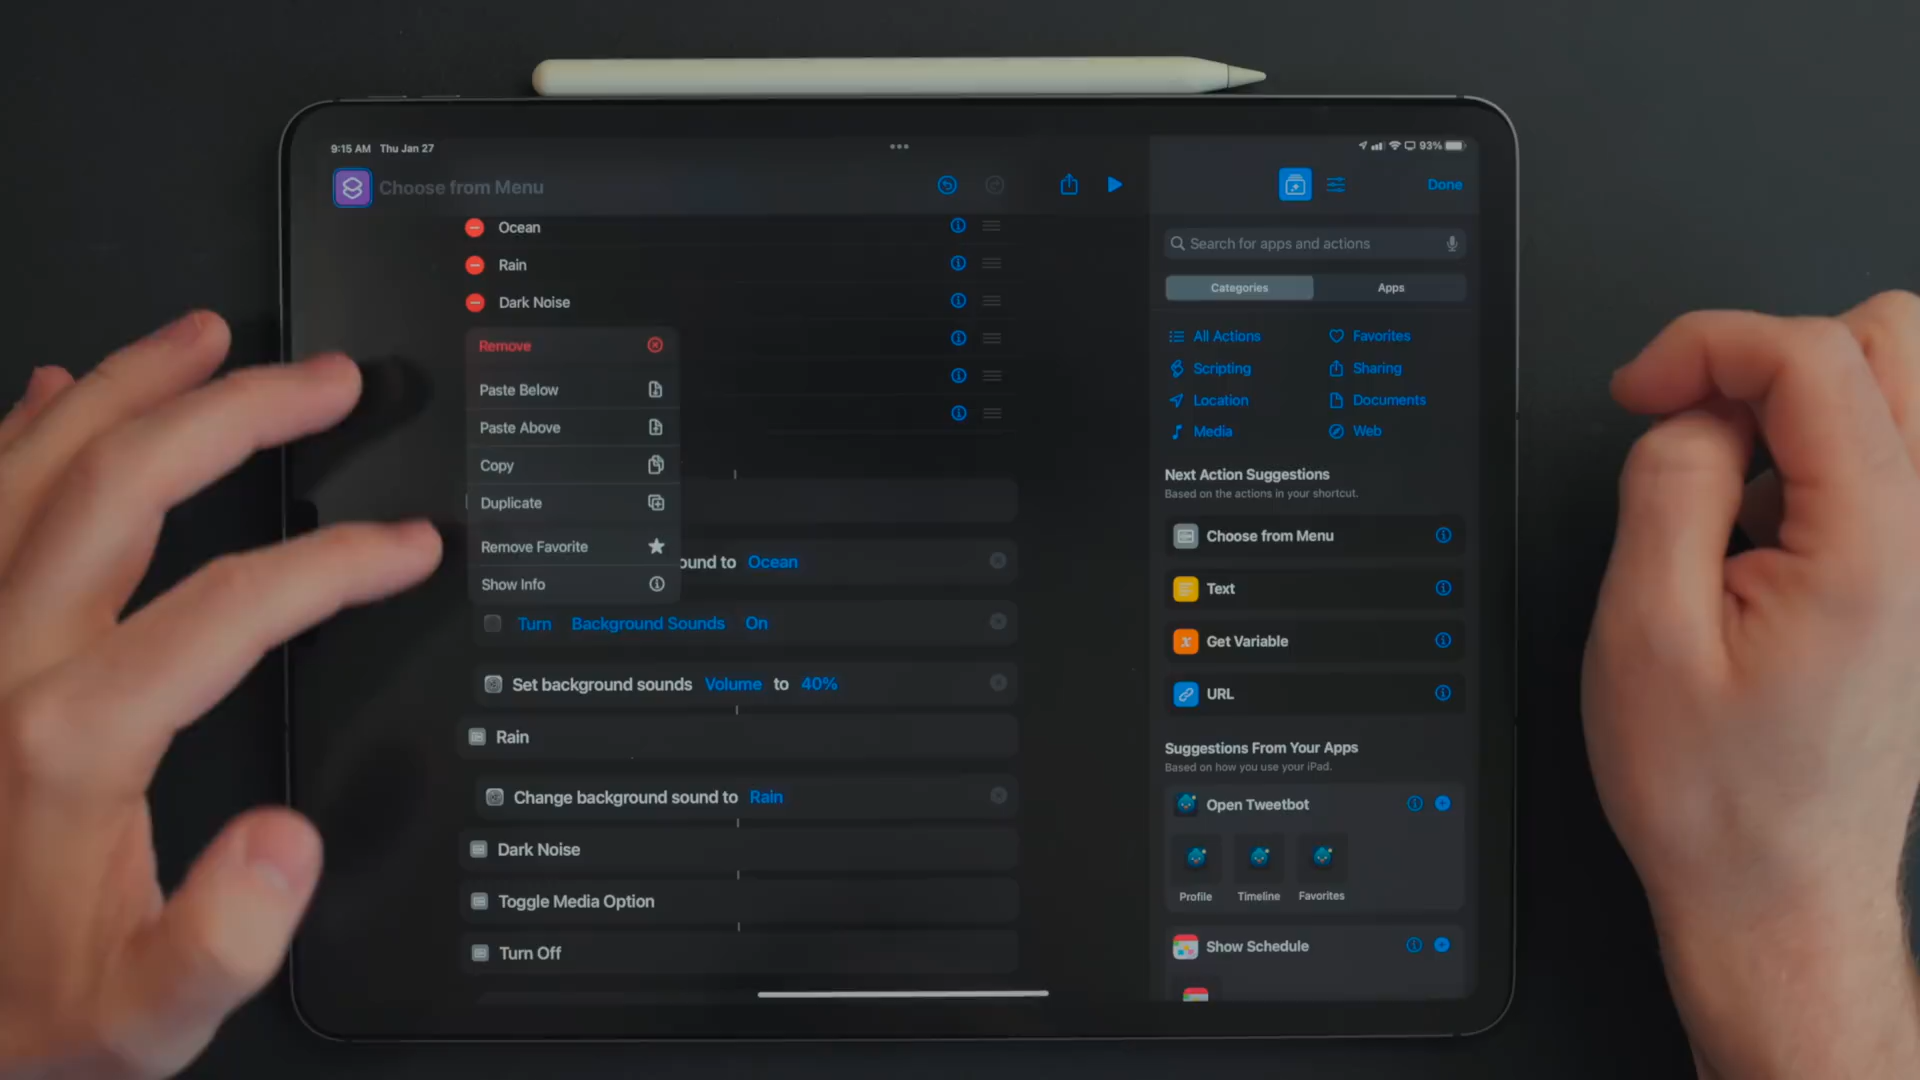 9:15 AM Thu Jan 27
93%
Choose from Menu
Done
Ocean
Rain
Dark Noise
Remove
Paste Below
Paste Above
Copy
Duplicate
Remove Favorite
Show Info
ound to Ocean
Turn Background Sounds On
Set background sounds Volume to 40%
Rain
Change background sound to Rain
Dark Noise
Toggle Media Option
Turn Off
Search for apps and actions
Categories Apps
All Actions Favorites
Scripting Sharing
Location Documents
Media Web
Next Action Suggestions
Based on the actions in your shortcut.
Choose from Menu
Text
Get Variable
URL
Suggestions From Your Apps
Based on how you use your iPad.
Open Tweetbot
Profile Timeline Favorites
Show Schedule